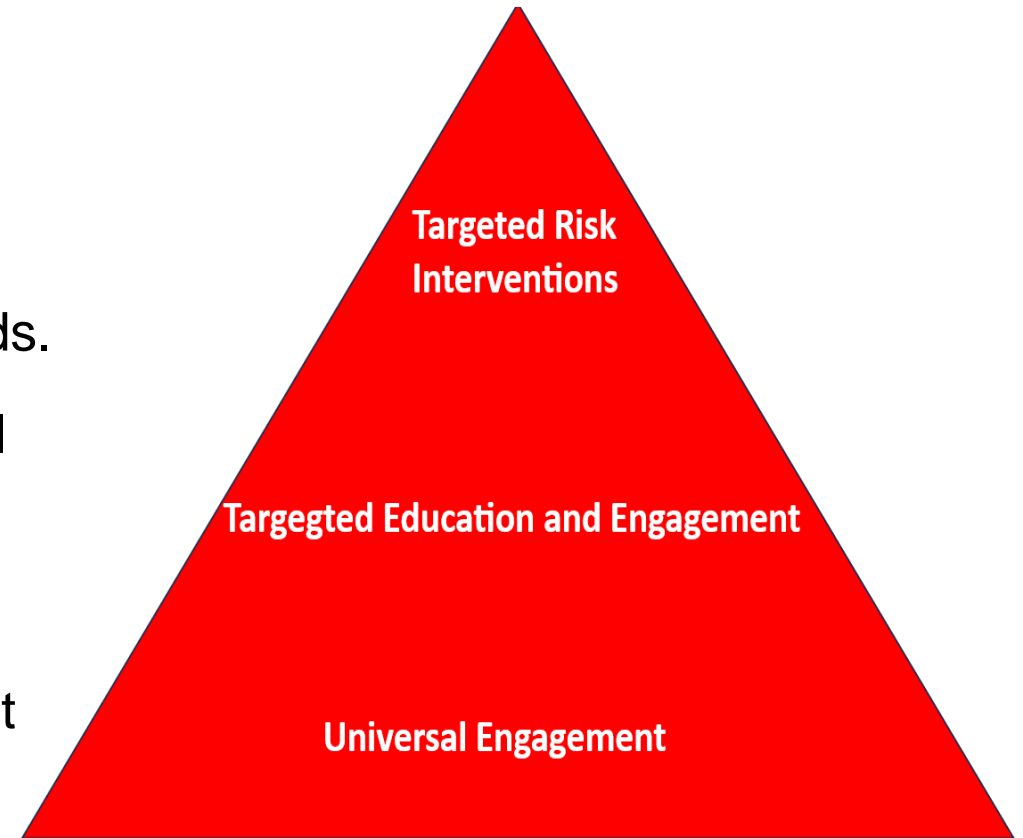 Targeted Risk
Interventions
ds.
Targegted Education and Engagement
t
Universal Engagement